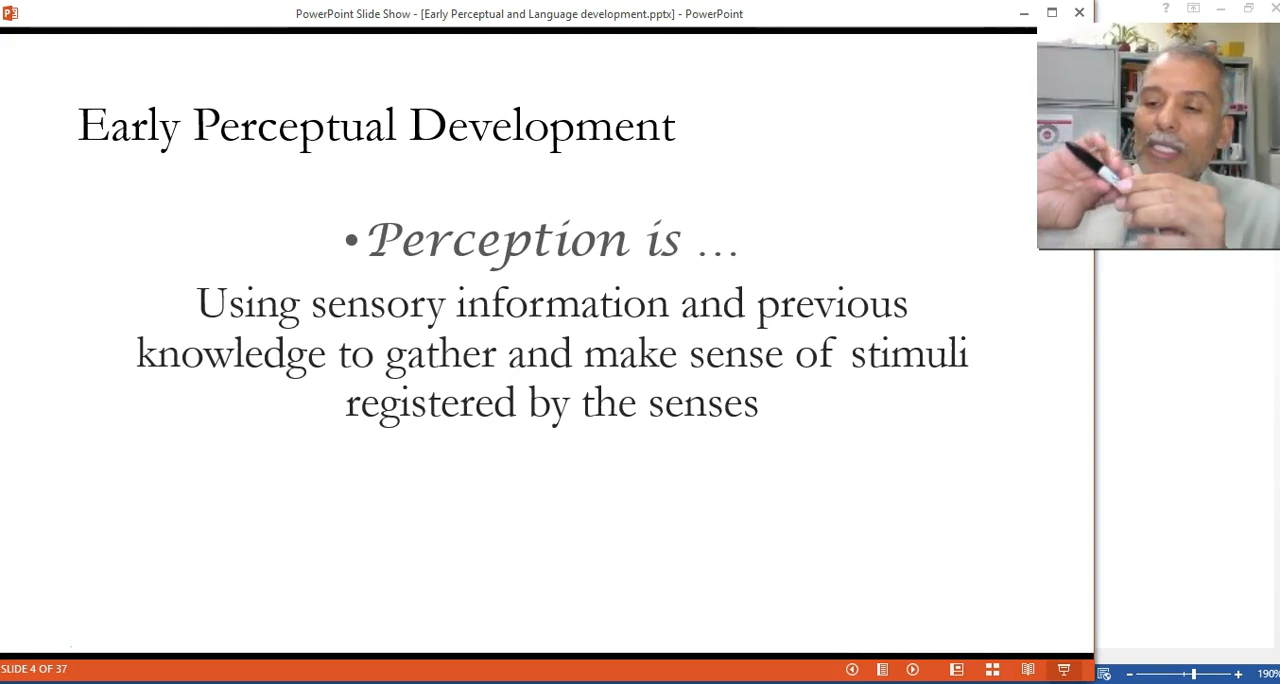 PowerPoint Slide Show - [Early Perceptual and Language development.pptx] - PowerPoint
Early Perceptual Development
• Perception is ...
Using sensory information and previous
knowledge to gather and make sense of stimuli
registered by the senses
SLIDE 4 OF 37
190%